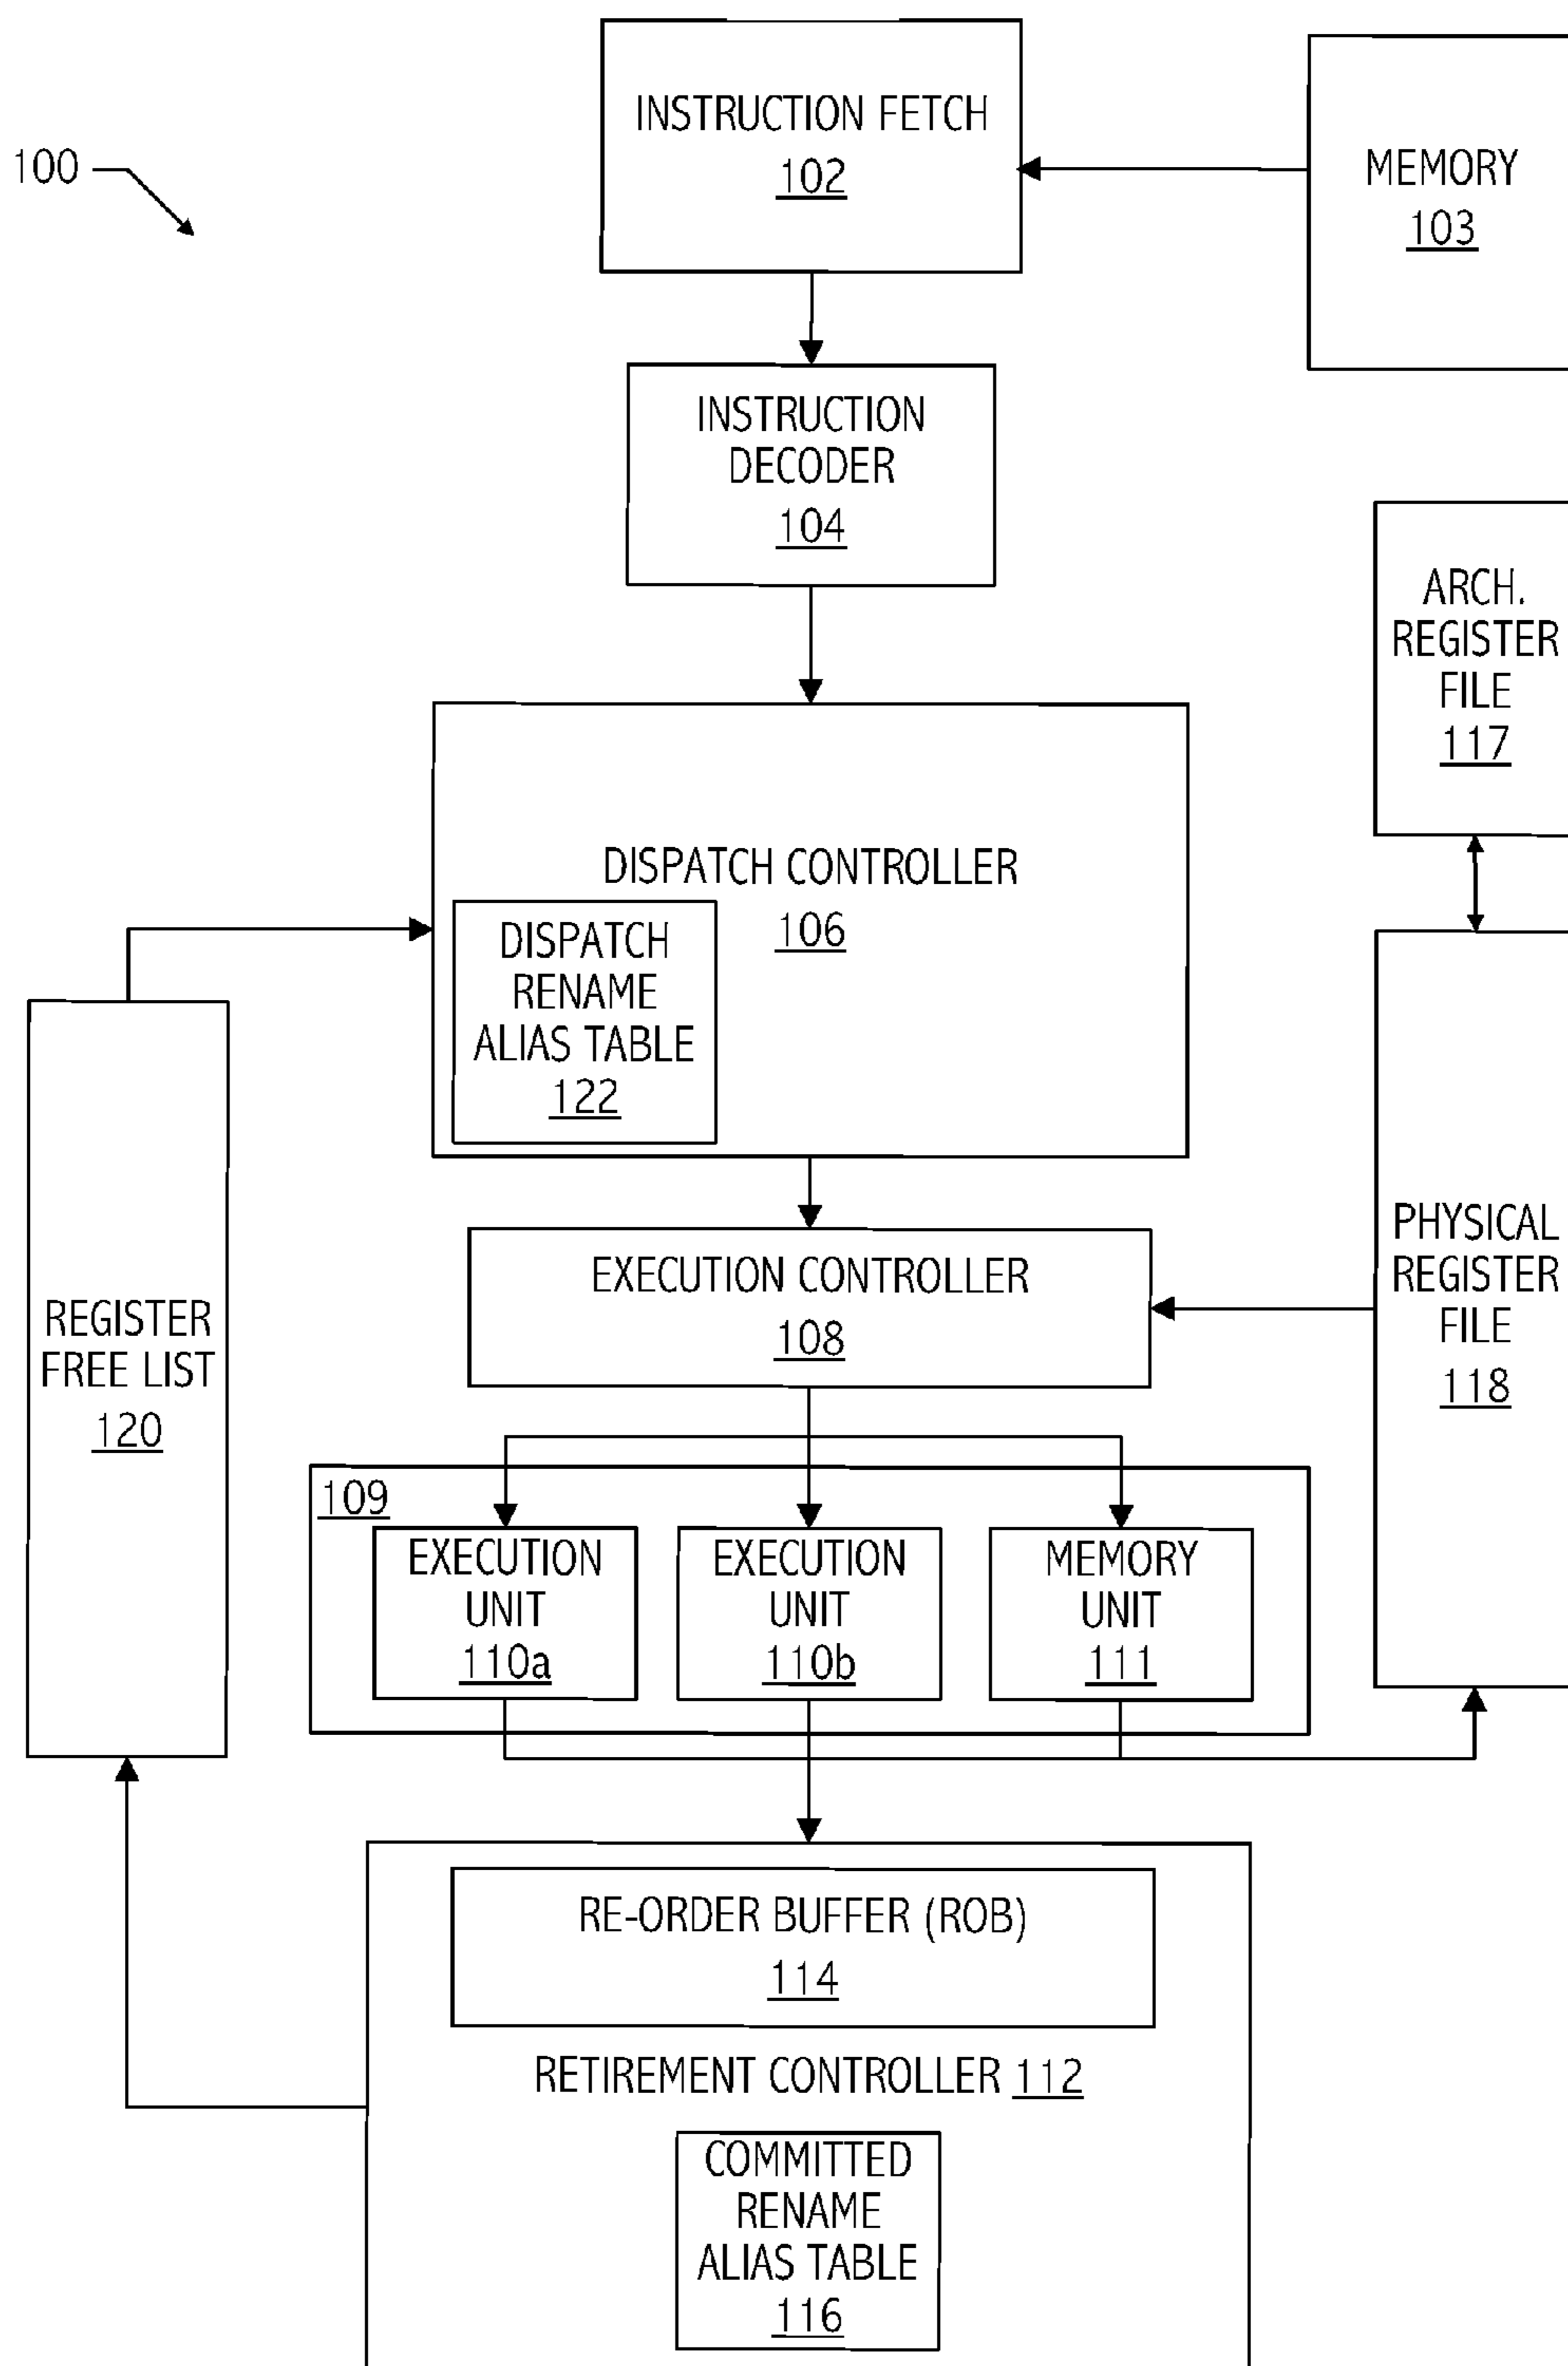 100
INSTRUCTION FETCH
102
MEMORY
103
INSTRUCTION
DECODER
104
ARCH.
REGISTER
FILE
117
DISPATCH CONTROLLER
106
DISPATCH
RENAME
ALIAS TABLE
122
EXECUTION CONTROLLER
108
PHYSICAL
REGISTER
FILE
118
REGISTER
FREE LIST
120
109
EXECUTION
UNIT
110a
EXECUTION
UNIT
110b
MEMORY
UNIT
111
RE-ORDER BUFFER (ROB)
114
RETIREMENT CONTROLLER 112
COMMITTED
RENAME
ALIAS TABLE
116